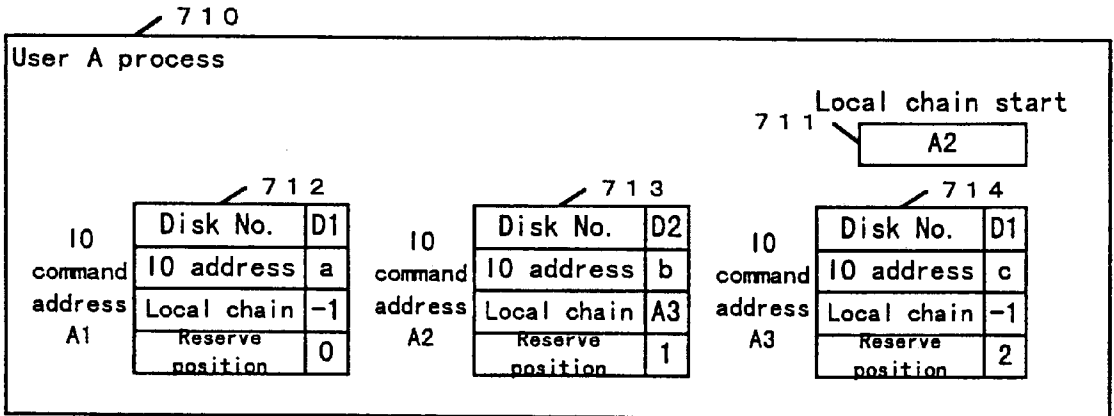 710
User A process
Local chain start
711
A2
712
IO
command
address
A1
Disk No. D1
IO address a
Local chain -1
Reserve
position 0
713
IO
command
address
A2
Disk No. D2
IO address b
Local chain A3
Reserve
position 1
714
IO
command
address
A3
Disk No. D1
IO address c
Local chain -1
Reserve
position 2